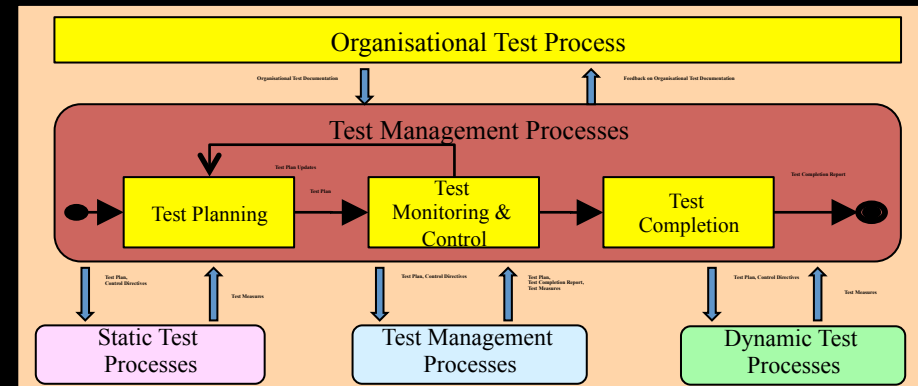 Organisational Test Process
Organisational Test Documentation
Feedback on Organisational Test Documentation
Test Management Processes
Test Plan Updates
Test Plan
Test Completion Report
Test Planning
Test
Monitoring &
Control
Test
Completion
Test Plan,
Control Directives
Test Measures
Test Plan, Control Directives
Test Plan,
Test Completion Report,
Test Measures
Test Plan, Control Directives
Test Measures
Static Test
Processes
Test Management
Processes
Dynamic Test
Processes